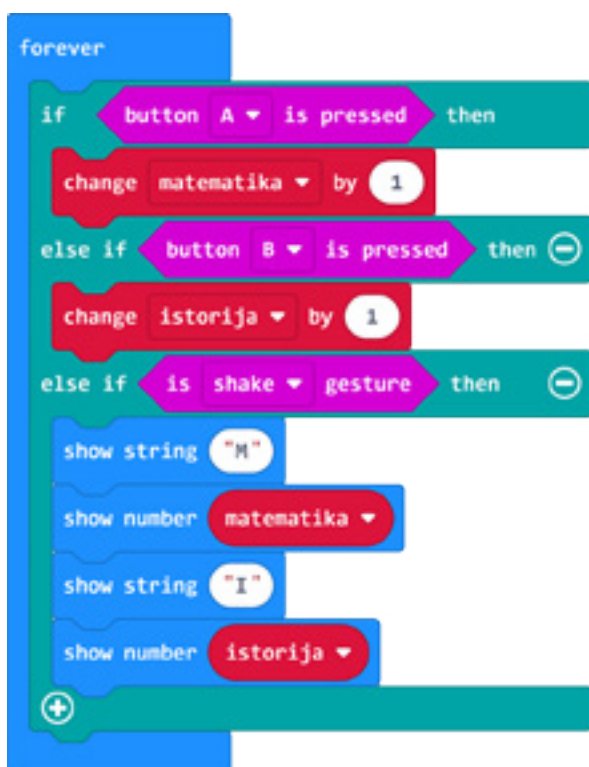 forever
if button A is pressed then
change matematika by 1
else if button B is pressed then
change istorija by 1
else if is shake gesture then
show string "M"
show number matematika
show string "I"
show number istorija